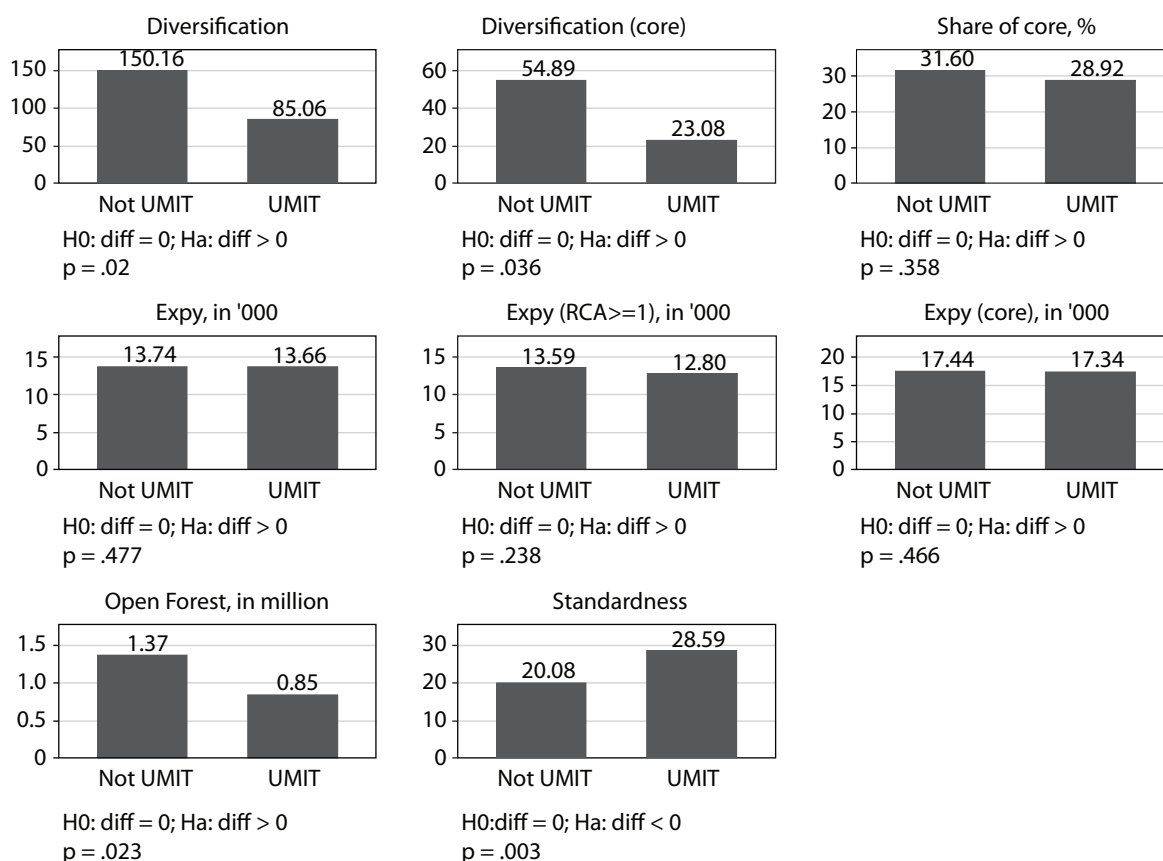 Diversification
150.16
85.06
150
100
50
0
Not UMIT UMIT
H0: diff = 0; Ha: diff > 0
p = .02
Diversification (core)
54.89
23.08
60
40
20
0
Not UMIT UMIT
H0: diff = 0; Ha: diff > 0
p = .036
Share of core, %
31.60
28.92
30
20
10
0
Not UMIT UMIT
H0: diff = 0; Ha: diff > 0
p = .358
Expy, in '000
13.74
13.66
15
10
5
0
Not UMIT UMIT
H0: diff = 0; Ha: diff > 0
p = .477
Expy (RCA>=1), in '000
13.59
12.80
15
10
5
0
Not UMIT UMIT
H0: diff = 0; Ha: diff > 0
p = .238
Expy (core), in '000
17.44
17.34
20
15
10
5
0
Not UMIT UMIT
H0: diff = 0; Ha: diff > 0
p = .466
Open Forest, in million
1.37
0.85
1.5
1.0
0.5
0
Not UMIT UMIT
H0: diff = 0; Ha: diff > 0
p = .023
Standardness
20.08
28.59
30
20
10
0
Not UMIT UMIT
H0:diff = 0; Ha: diff < 0
p = .003